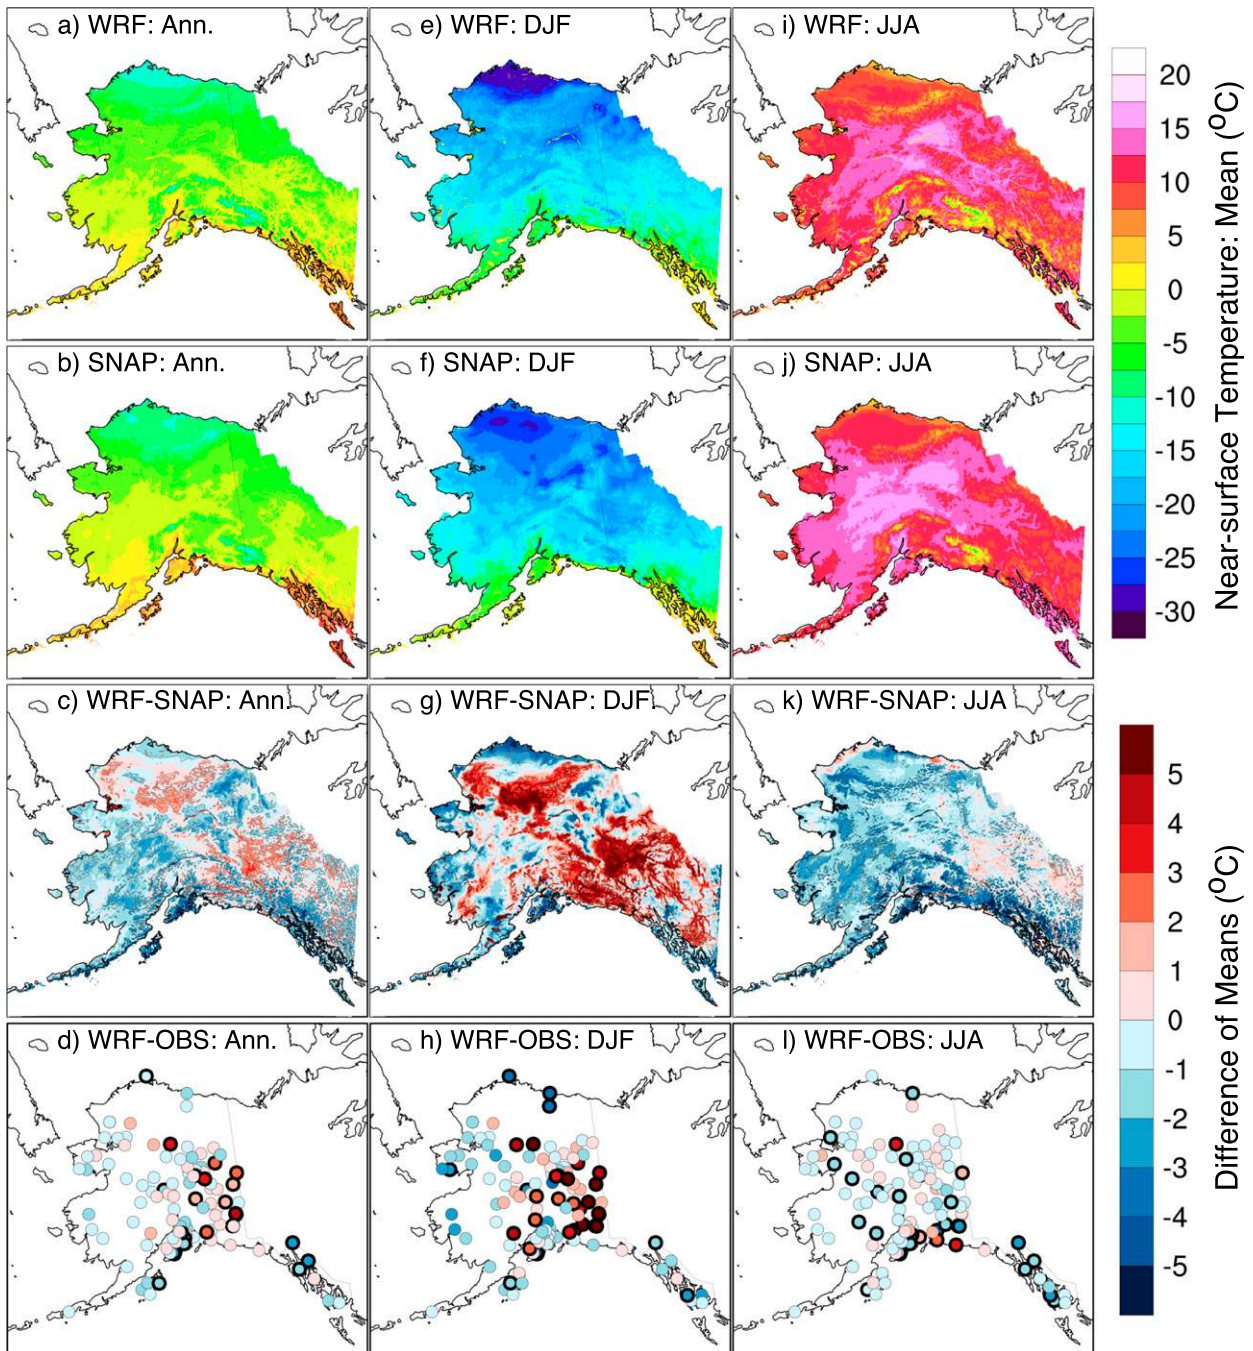 a) WRF: Ann.
e) WRF: DJF
i) WRF: JJA
b) SNAP: Ann.
f) SNAP: DJF
j) SNAP: JJA
20
15
10
5
0
-5
-10
-15
-20
-25
-30
Near-surface Temperature: Mean (°C)
c) WRF-SNAP: Ann.
g) WRF-SNAP: DJF
k) WRF-SNAP: JJA
d) WRF-OBS: Ann.
h) WRF-OBS: DJF
l) WRF-OBS: JJA
5
4
3
2
1
0
-1
-2
-3
-4
-5
Difference of Means (°C)